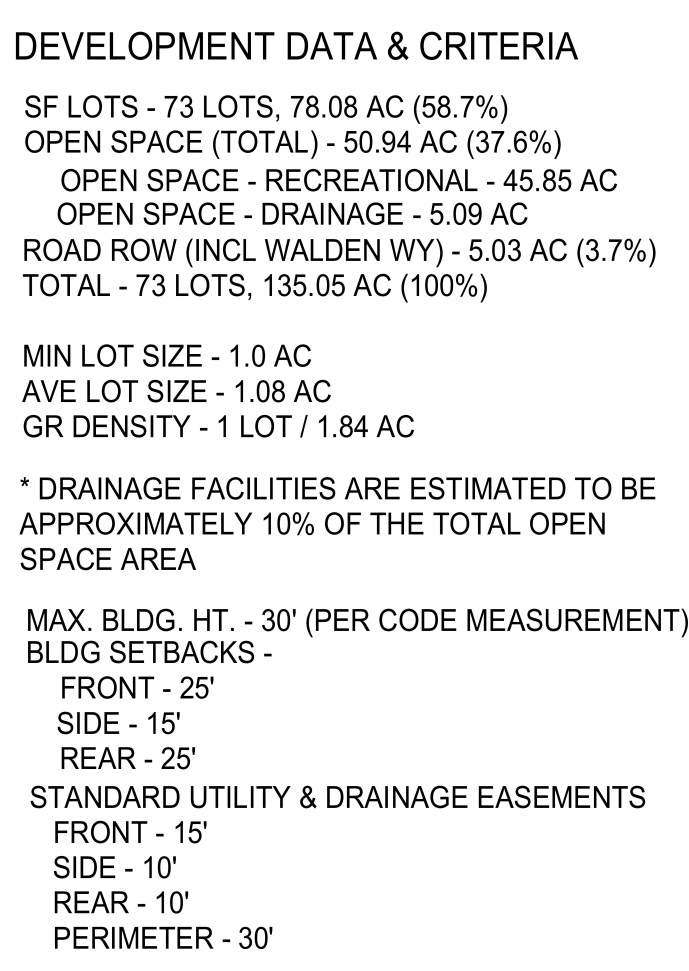 DEVELOPMENT DATA & CRITERIA
SF LOTS - 73 LOTS, 78.08 AC (58.7%)
OPEN SPACE (TOTAL) - 50.94 AC (37.6%)
OPEN SPACE - RECREATIONAL - 45.85 AC
OPEN SPACE - DRAINAGE - 5.09 AC
ROAD ROW (INCL WALDEN WY) - 5.03 AC (3.7%)
TOTAL - 73 LOTS, 135.05 AC (100%)
MIN LOT SIZE - 1.0 AC
AVE LOT SIZE - 1.08 AC
GR DENSITY - 1 LOT / 1.84 AC
* DRAINAGE FACILITIES ARE ESTIMATED TO BE
APPROXIMATELY 10% OF THE TOTAL OPEN
SPACE AREA
MAX. BLDG. HT. - 30' (PER CODE MEASUREMENT)
BLDG SETBACKS -
FRONT - 25'
SIDE - 15'
REAR - 25'
STANDARD UTILITY & DRAINAGE EASEMENTS
FRONT - 15'
SIDE - 10'
REAR - 10'
PERIMETER - 30'